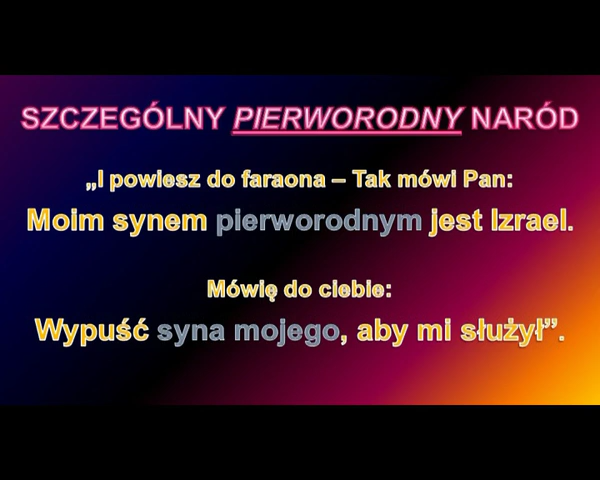 SZCZEGÓLNY PIERWORODNY NARÓD
„I powiesz do faraona – Tak mówi Pan:
Moim synem pierworodnym jest Izrael.
Mówię do ciebie:
Wypuść syna mojego, aby mi służył”.